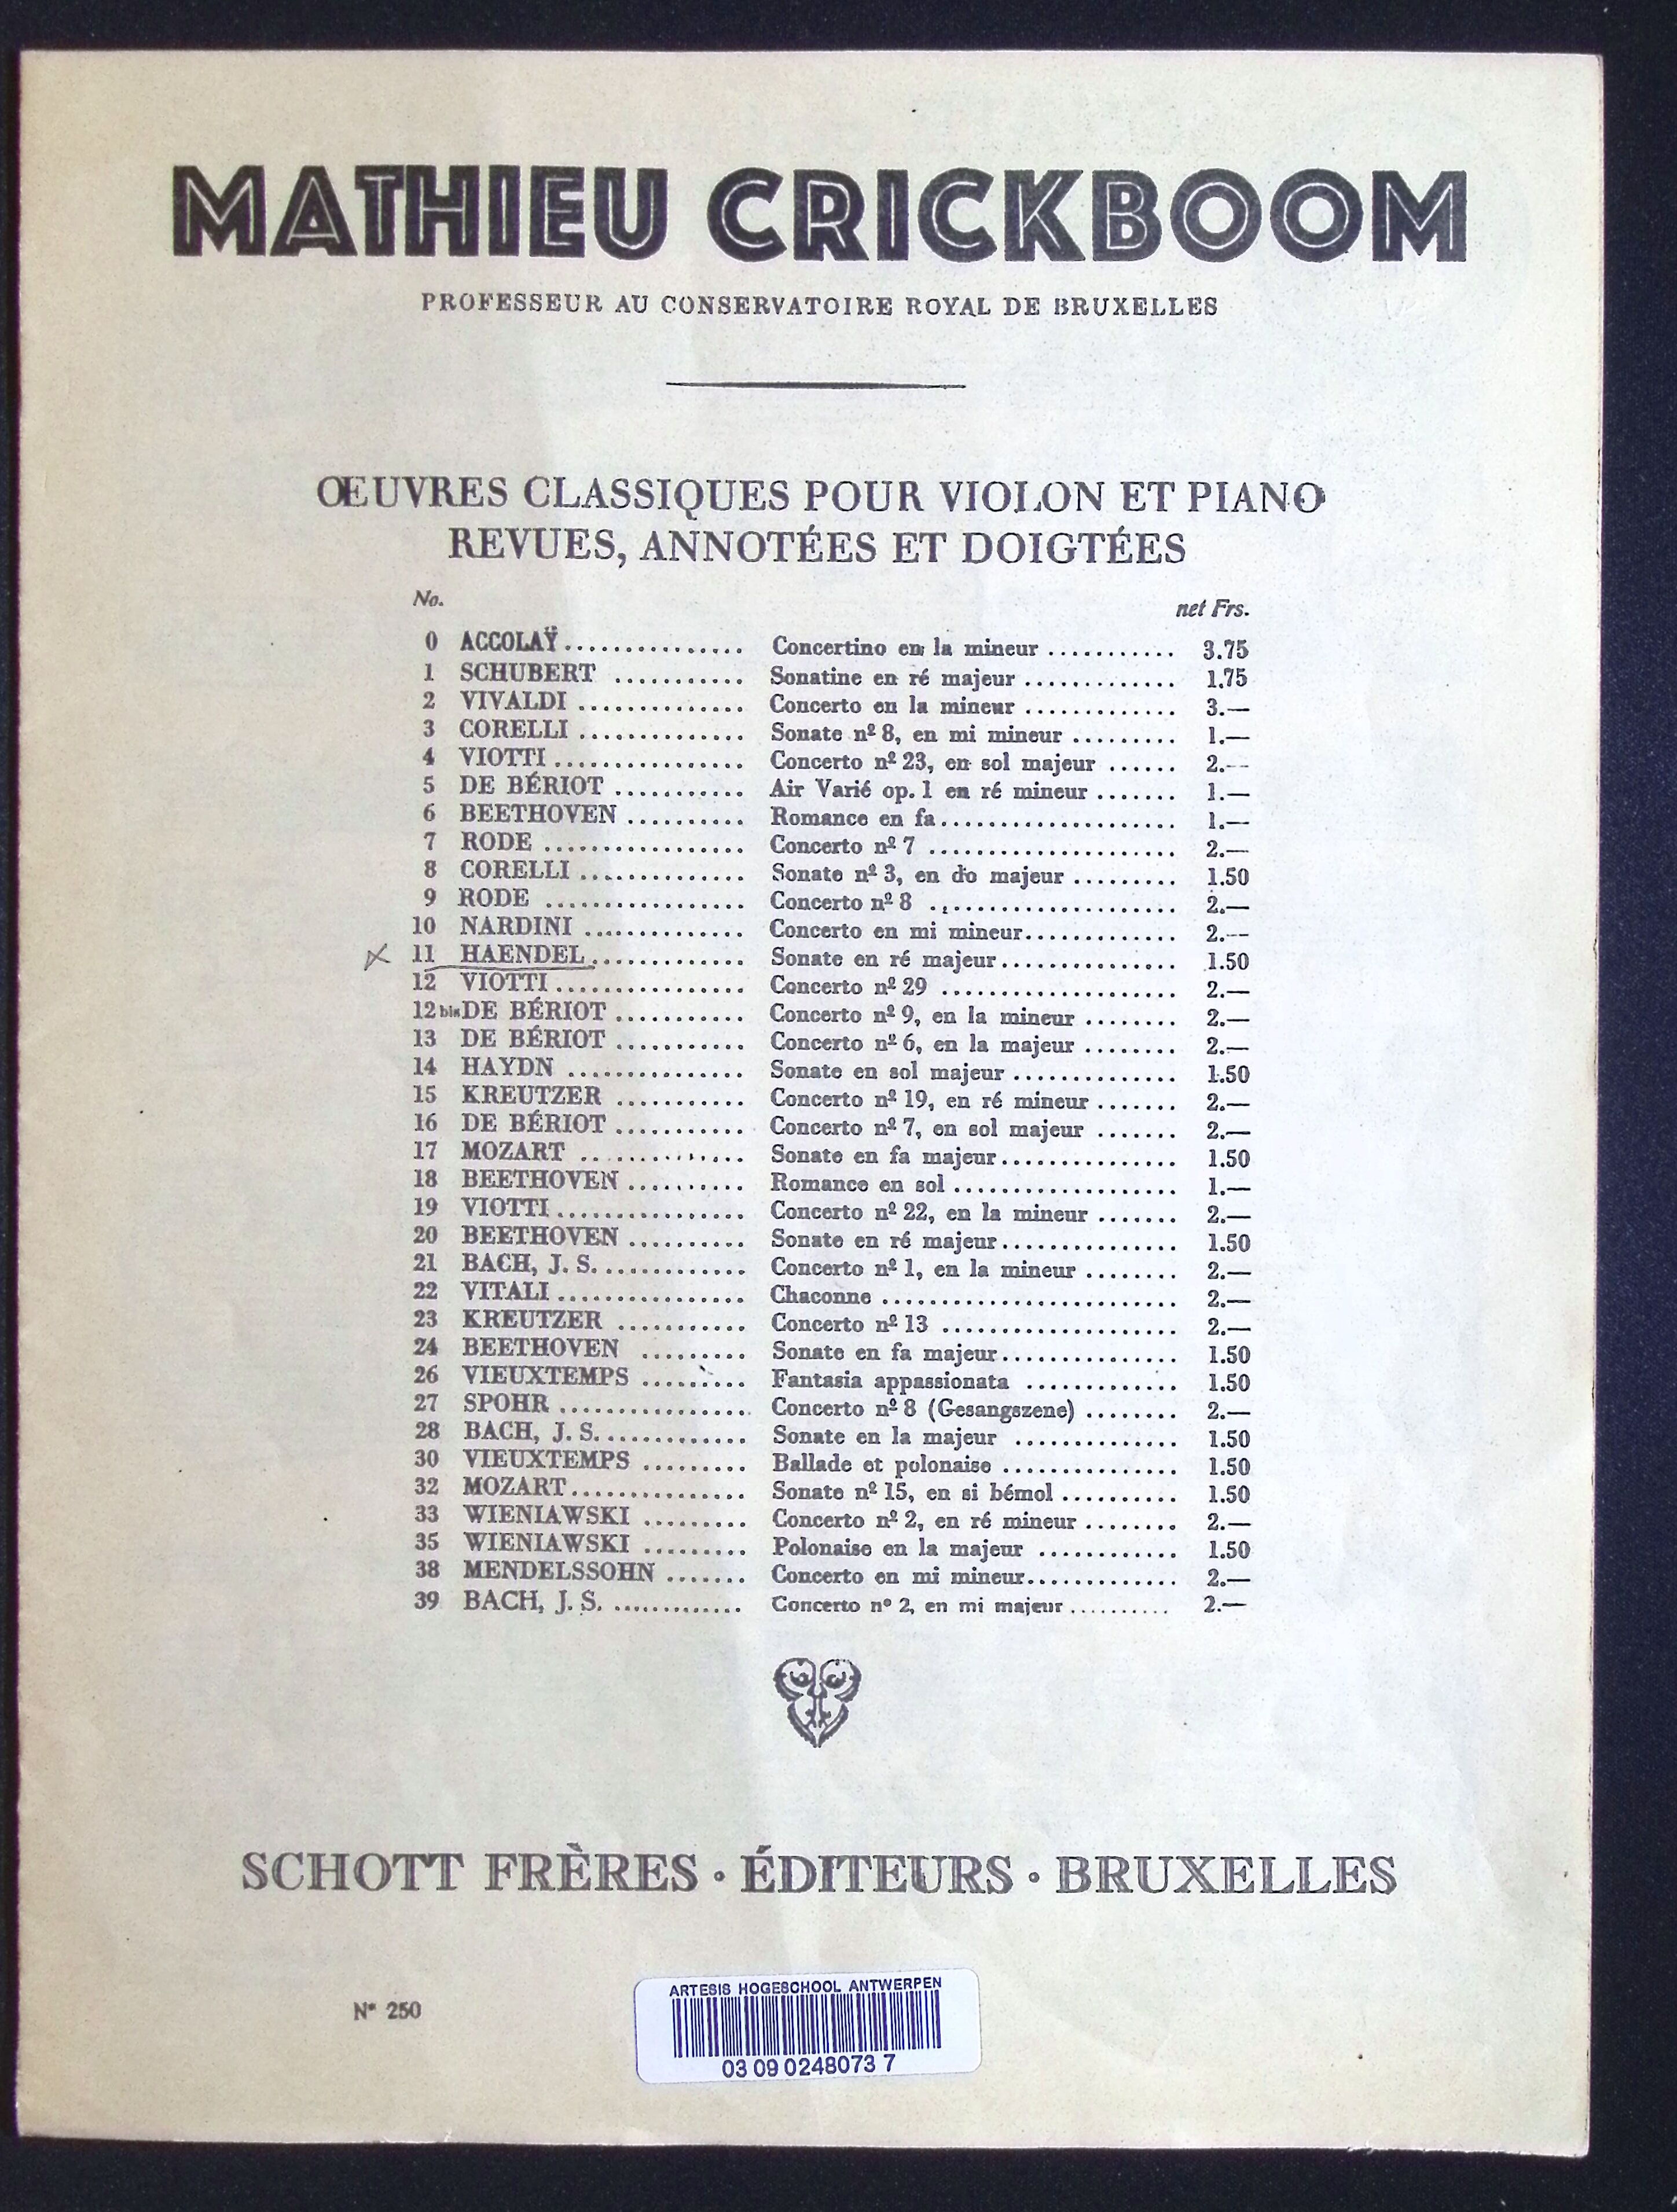 MATHIEU CRICKBOOM
PROFESSEUR AU CONSERVATOIRE ROYAL DE BRUXELLES
ŒUVRES CLASSIQUES POUR VIOLON ET PIANO
REVUES, ANNOTÉES ET DOIGTÉES
No. net Frs.
0 ACCOLAŸ................ Concertino en la mineur ........... 3.75
1 SCHUBERT ........... Sonatine en ré majeur ............. 1.75
2 VIVALDI .............. Concerto en la mineur ............. 3.—
3 CORELLI .............. Sonate nº 8, en mi mineur ......... 1.—
4 VIOTTI ................ Concerto nº 23, en sol majeur ...... 2.—
5 DE BÉRIOT ........... Air Varié op. 1 en ré mineur ....... 1.—
6 BEETHOVEN .......... Romance en fa .................... 1.—
7 RODE ................. Concerto nº 7 ..................... 2.—
8 CORELLI .............. Sonate nº 3, en do majeur ......... 1.50
9 RODE ................. Concerto nº 8 ..................... 2.—
10 NARDINI .............. Concerto en mi mineur............. 2.—
11 HAENDEL............. Sonate en ré majeur............... 1.50
12 VIOTTI ................ Concerto nº 29 .................... 2.—
12 bis DE BÉRIOT ........... Concerto nº 9, en la mineur ........ 2.—
13 DE BÉRIOT ........... Concerto nº 6, en la majeur ........ 2.—
14 HAYDN ............... Sonate en sol majeur .............. 1.50
15 KREUTZER ........... Concerto nº 19, en ré mineur ....... 2.—
16 DE BÉRIOT ........... Concerto nº 7, en sol majeur ....... 2.—
17 MOZART .............. Sonate en fa majeur............... 1.50
18 BEETHOVEN .......... Romance en sol ................... 1.—
19 VIOTTI ................ Concerto nº 22, en la mineur ....... 2.—
20 BEETHOVEN .......... Sonate en ré majeur............... 1.50
21 BACH, J. S. ............ Concerto nº 1, en la mineur ........ 2.—
22 VITALI ................ Chaconne ......................... 2.—
23 KREUTZER ........... Concerto nº 13 .................... 2.—
24 BEETHOVEN ......... Sonate en fa majeur............... 1.50
26 VIEUXTEMPS ......... Fantasia appassionata ............. 1.50
27 SPOHR ................ Concerto nº 8 (Gesangszene) ........ 2.—
28 BACH, J. S. ............ Sonate en la majeur .............. 1.50
30 VIEUXTEMPS ......... Ballade et polonaise ............... 1.50
32 MOZART ............... Sonate nº 15, en si bémol .......... 1.50
33 WIENIAWSKI ......... Concerto nº 2, en ré mineur ........ 2.—
35 WIENIAWSKI ......... Polonaise en la majeur ............ 1.50
38 MENDELSSOHN ....... Concerto en mi mineur............. 2.—
39 BACH, J. S. ............. Concerto nº 2, en mi majeur .......... 2.—
SCHOTT FRÈRES · ÉDITEURS · BRUXELLES
N° 250
ARTESIS HOGESCHOOL ANTWERPEN
03 09 0248073 7